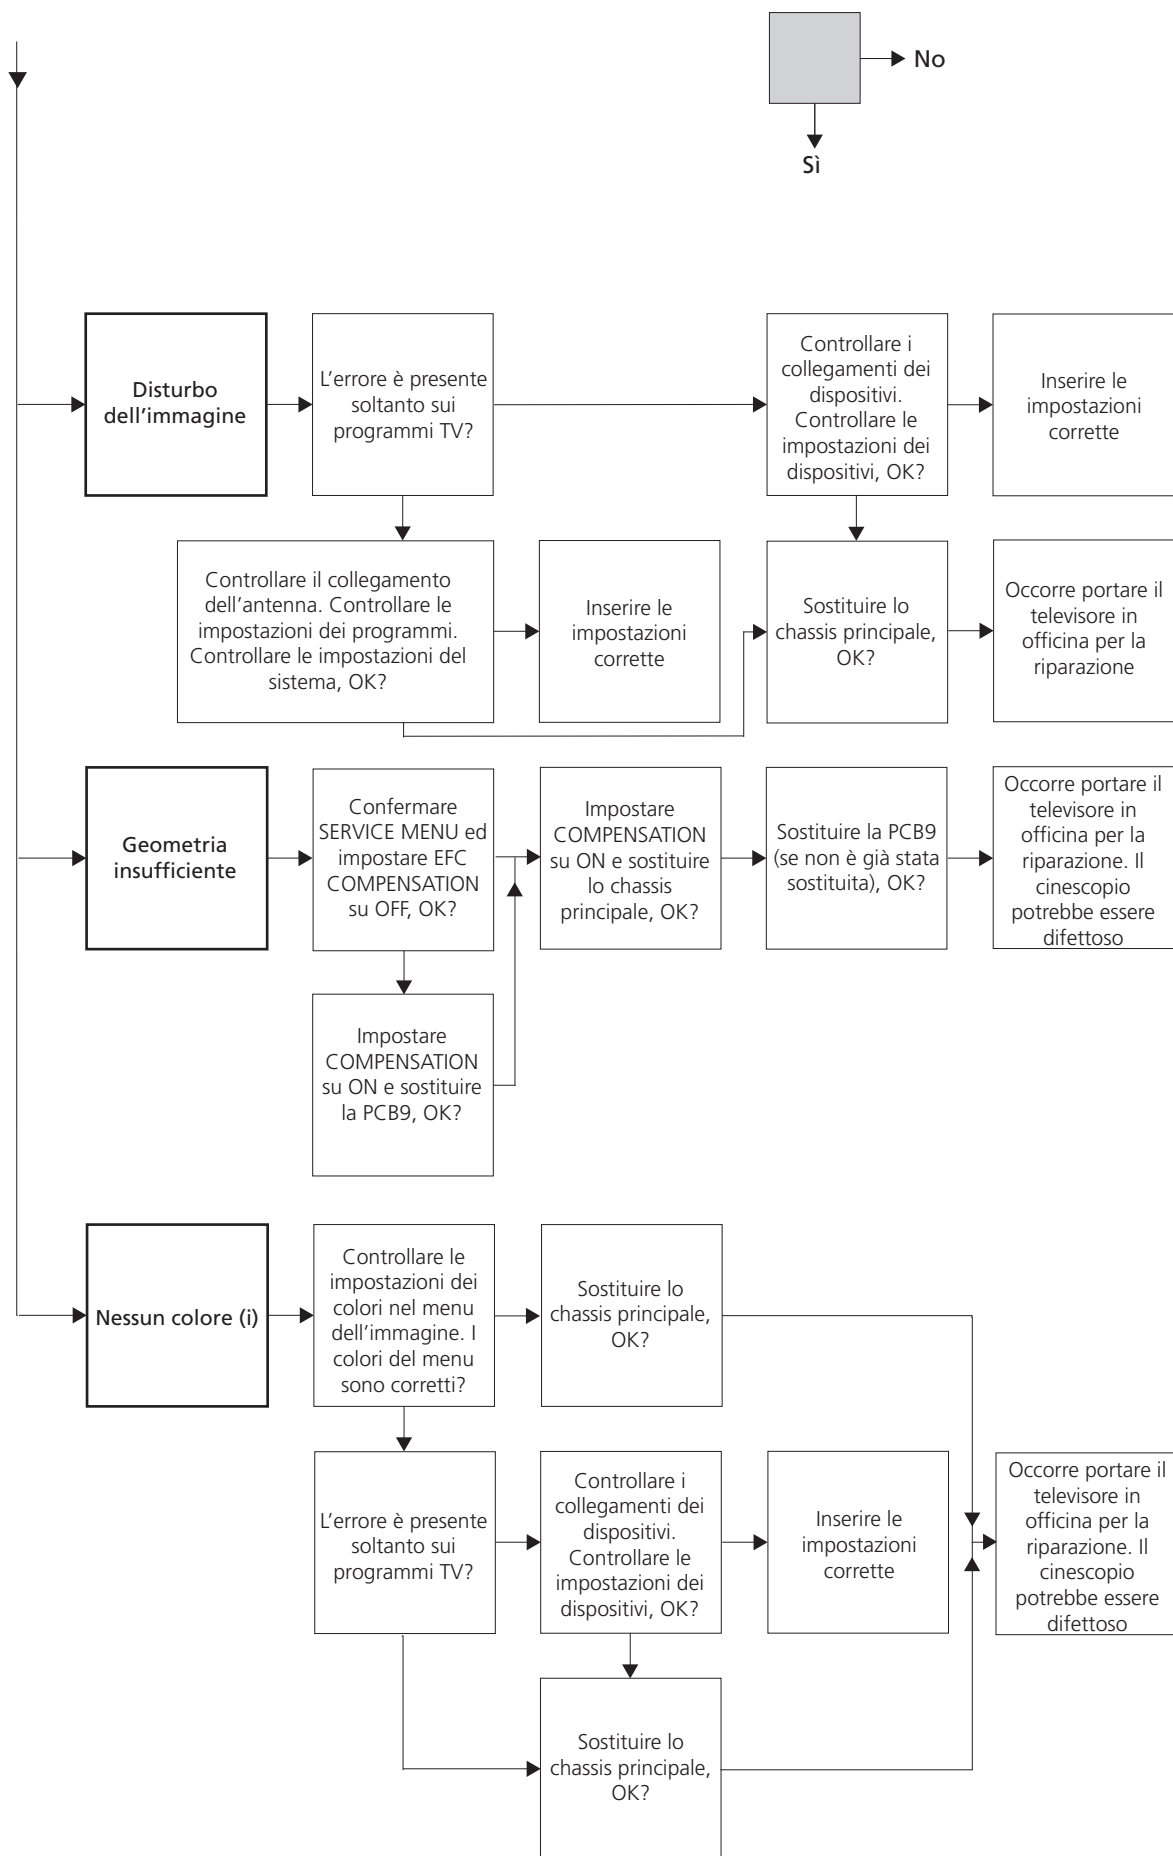 No
Sì
Disturbo
dell'immagine
L'errore è presente
soltanto sui
programmi TV?
Controllare i
collegamenti dei
dispositivi.
Controllare le
impostazioni dei
dispositivi, OK?
Inserire le
impostazioni
corrette
Controllare il collegamento
dell'antenna. Controllare le
impostazioni dei programmi.
Controllare le impostazioni del
sistema, OK?
Inserire le
impostazioni
corrette
Sostituire lo
chassis principale,
OK?
Occorre portare il
televisore in
officina per la
riparazione
Geometria
insufficiente
Confermare
SERVICE MENU ed
impostare EFC
COMPENSATION
su OFF, OK?
Impostare
COMPENSATION
su ON e sostituire
lo chassis
principale, OK?
Sostituire la PCB9
(se non è già stata
sostituita), OK?
Occorre portare il
televisore in
officina per la
riparazione. Il
cinescopio
potrebbe essere
difettoso
Impostare
COMPENSATION
su ON e sostituire
la PCB9, OK?
Nessun colore (i)
Controllare le
impostazioni dei
colori nel menu
dell'immagine. I
colori del menu
sono corretti?
Sostituire lo
chassis principale,
OK?
L'errore è presente
soltanto sui
programmi TV?
Controllare i
collegamenti dei
dispositivi.
Controllare le
impostazioni dei
dispositivi, OK?
Inserire le
impostazioni
corrette
Occorre portare il
televisore in
officina per la
riparazione. Il
cinescopio
potrebbe essere
difettoso
Sostituire lo
chassis principale,
OK?